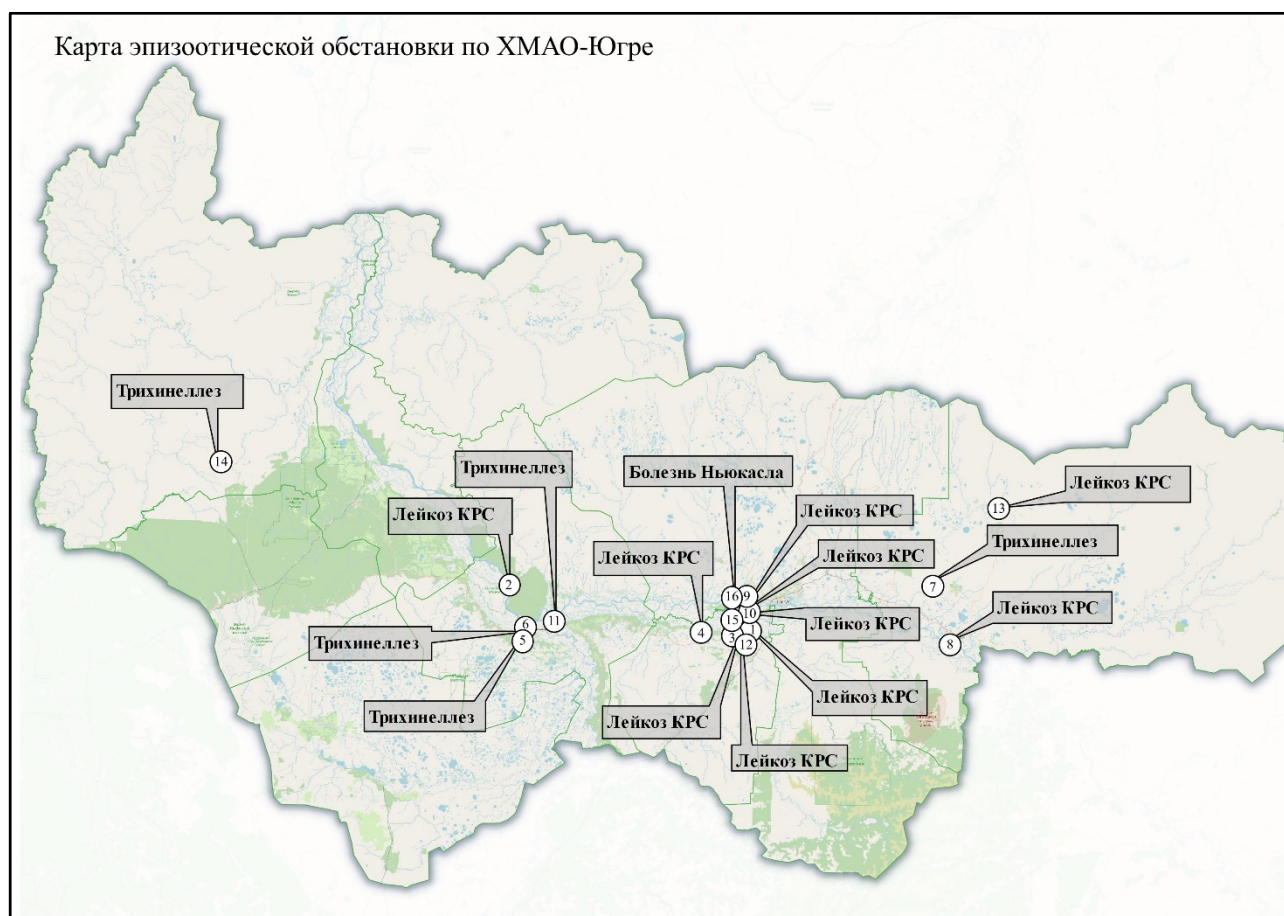 Карта эпизоотической обстановки по ХМАО-Югре
Трихинеллез
14
Трихинеллез
Болезнь Ньюкасла
Лейкоз КРС
13
Лейкоз КРС
Лейкоз КРС
Лейкоз КРС
Лейкоз КРС
Трихинеллез
2
16
9
7
11
4
15
10
Лейкоз КРС
Лейкоз КРС
6
5
3
1
12
8
Трихинеллез
Трихинеллез
Лейкоз КРС
Лейкоз КРС
Лейкоз КРС